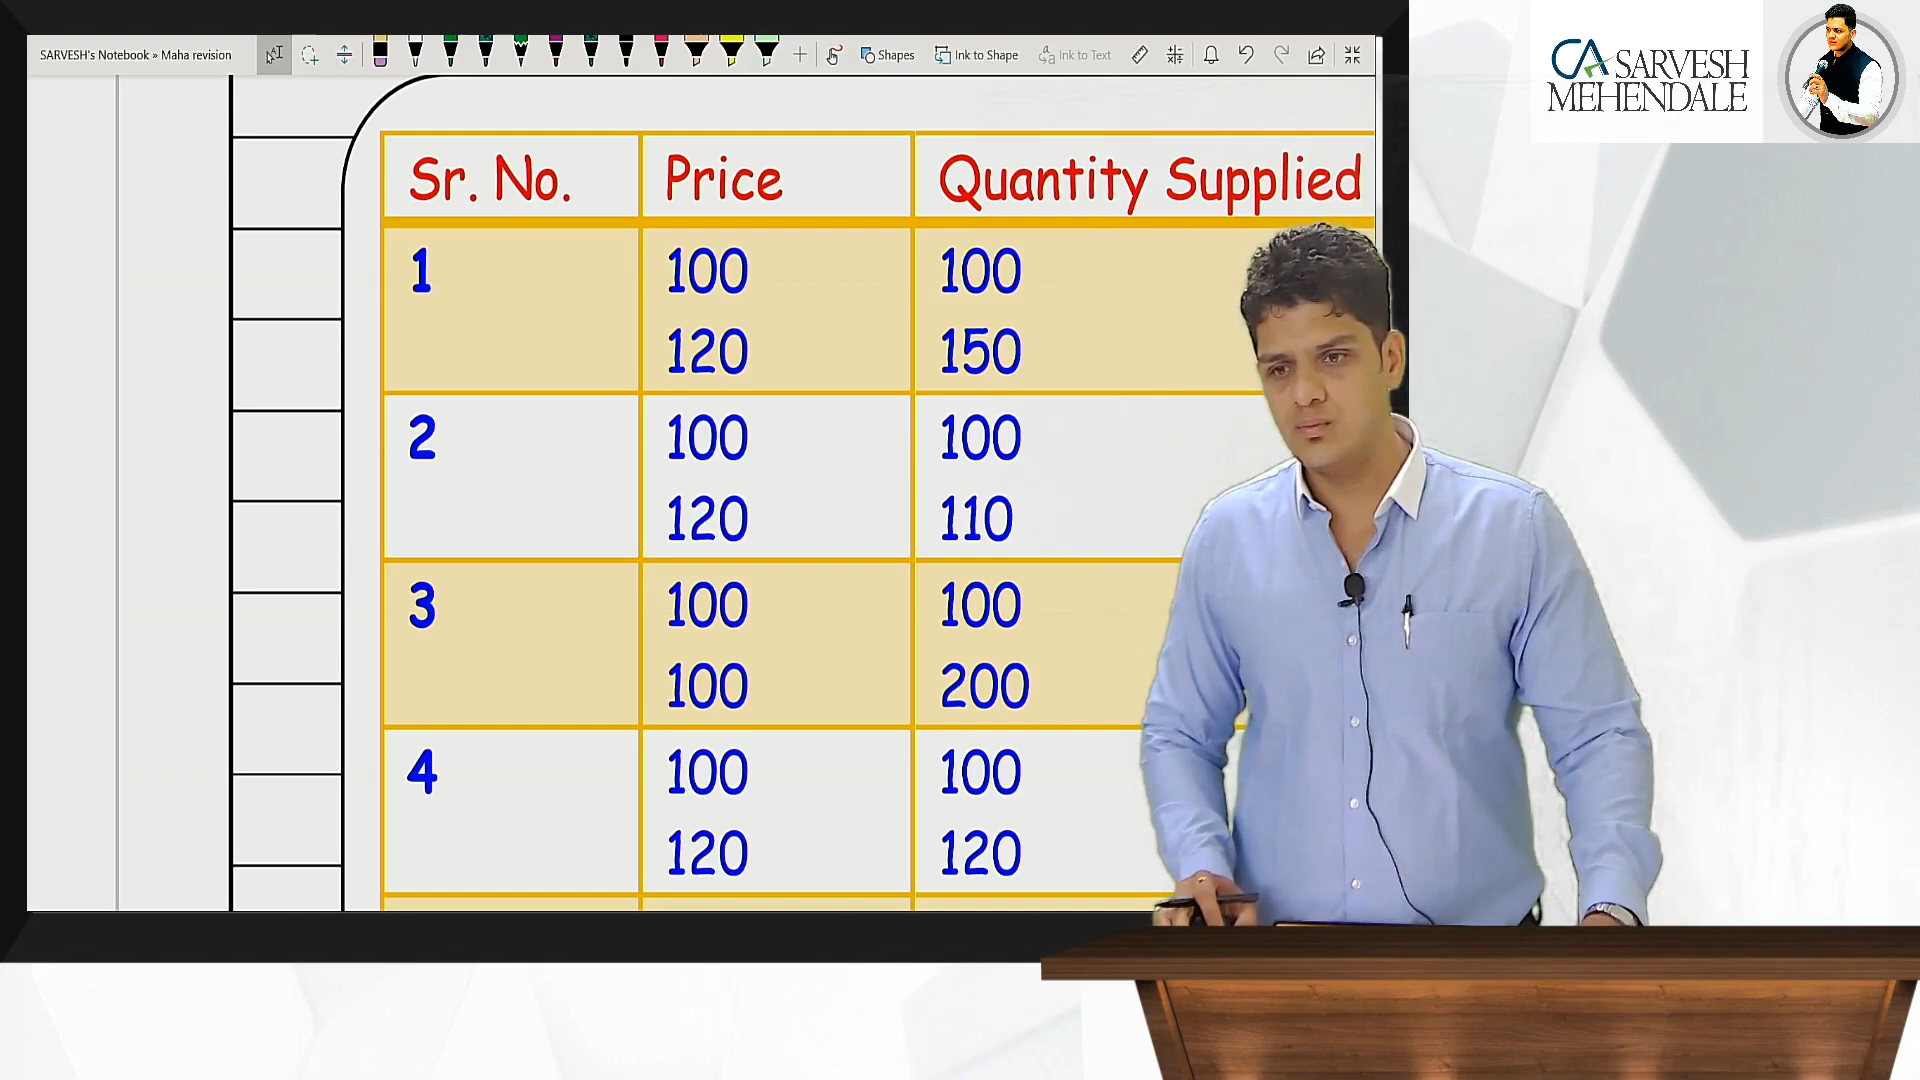 SARVESH's Notebook » Maha revision
Shapes
Ink to Shape
Ink to Text
CA SARVESH
MEHENDALE
Sr. No. Price Quantity Supplied
1 100 100
120 150
2 100 100
120 110
3 100 100
100 200
4 100 100
120 120